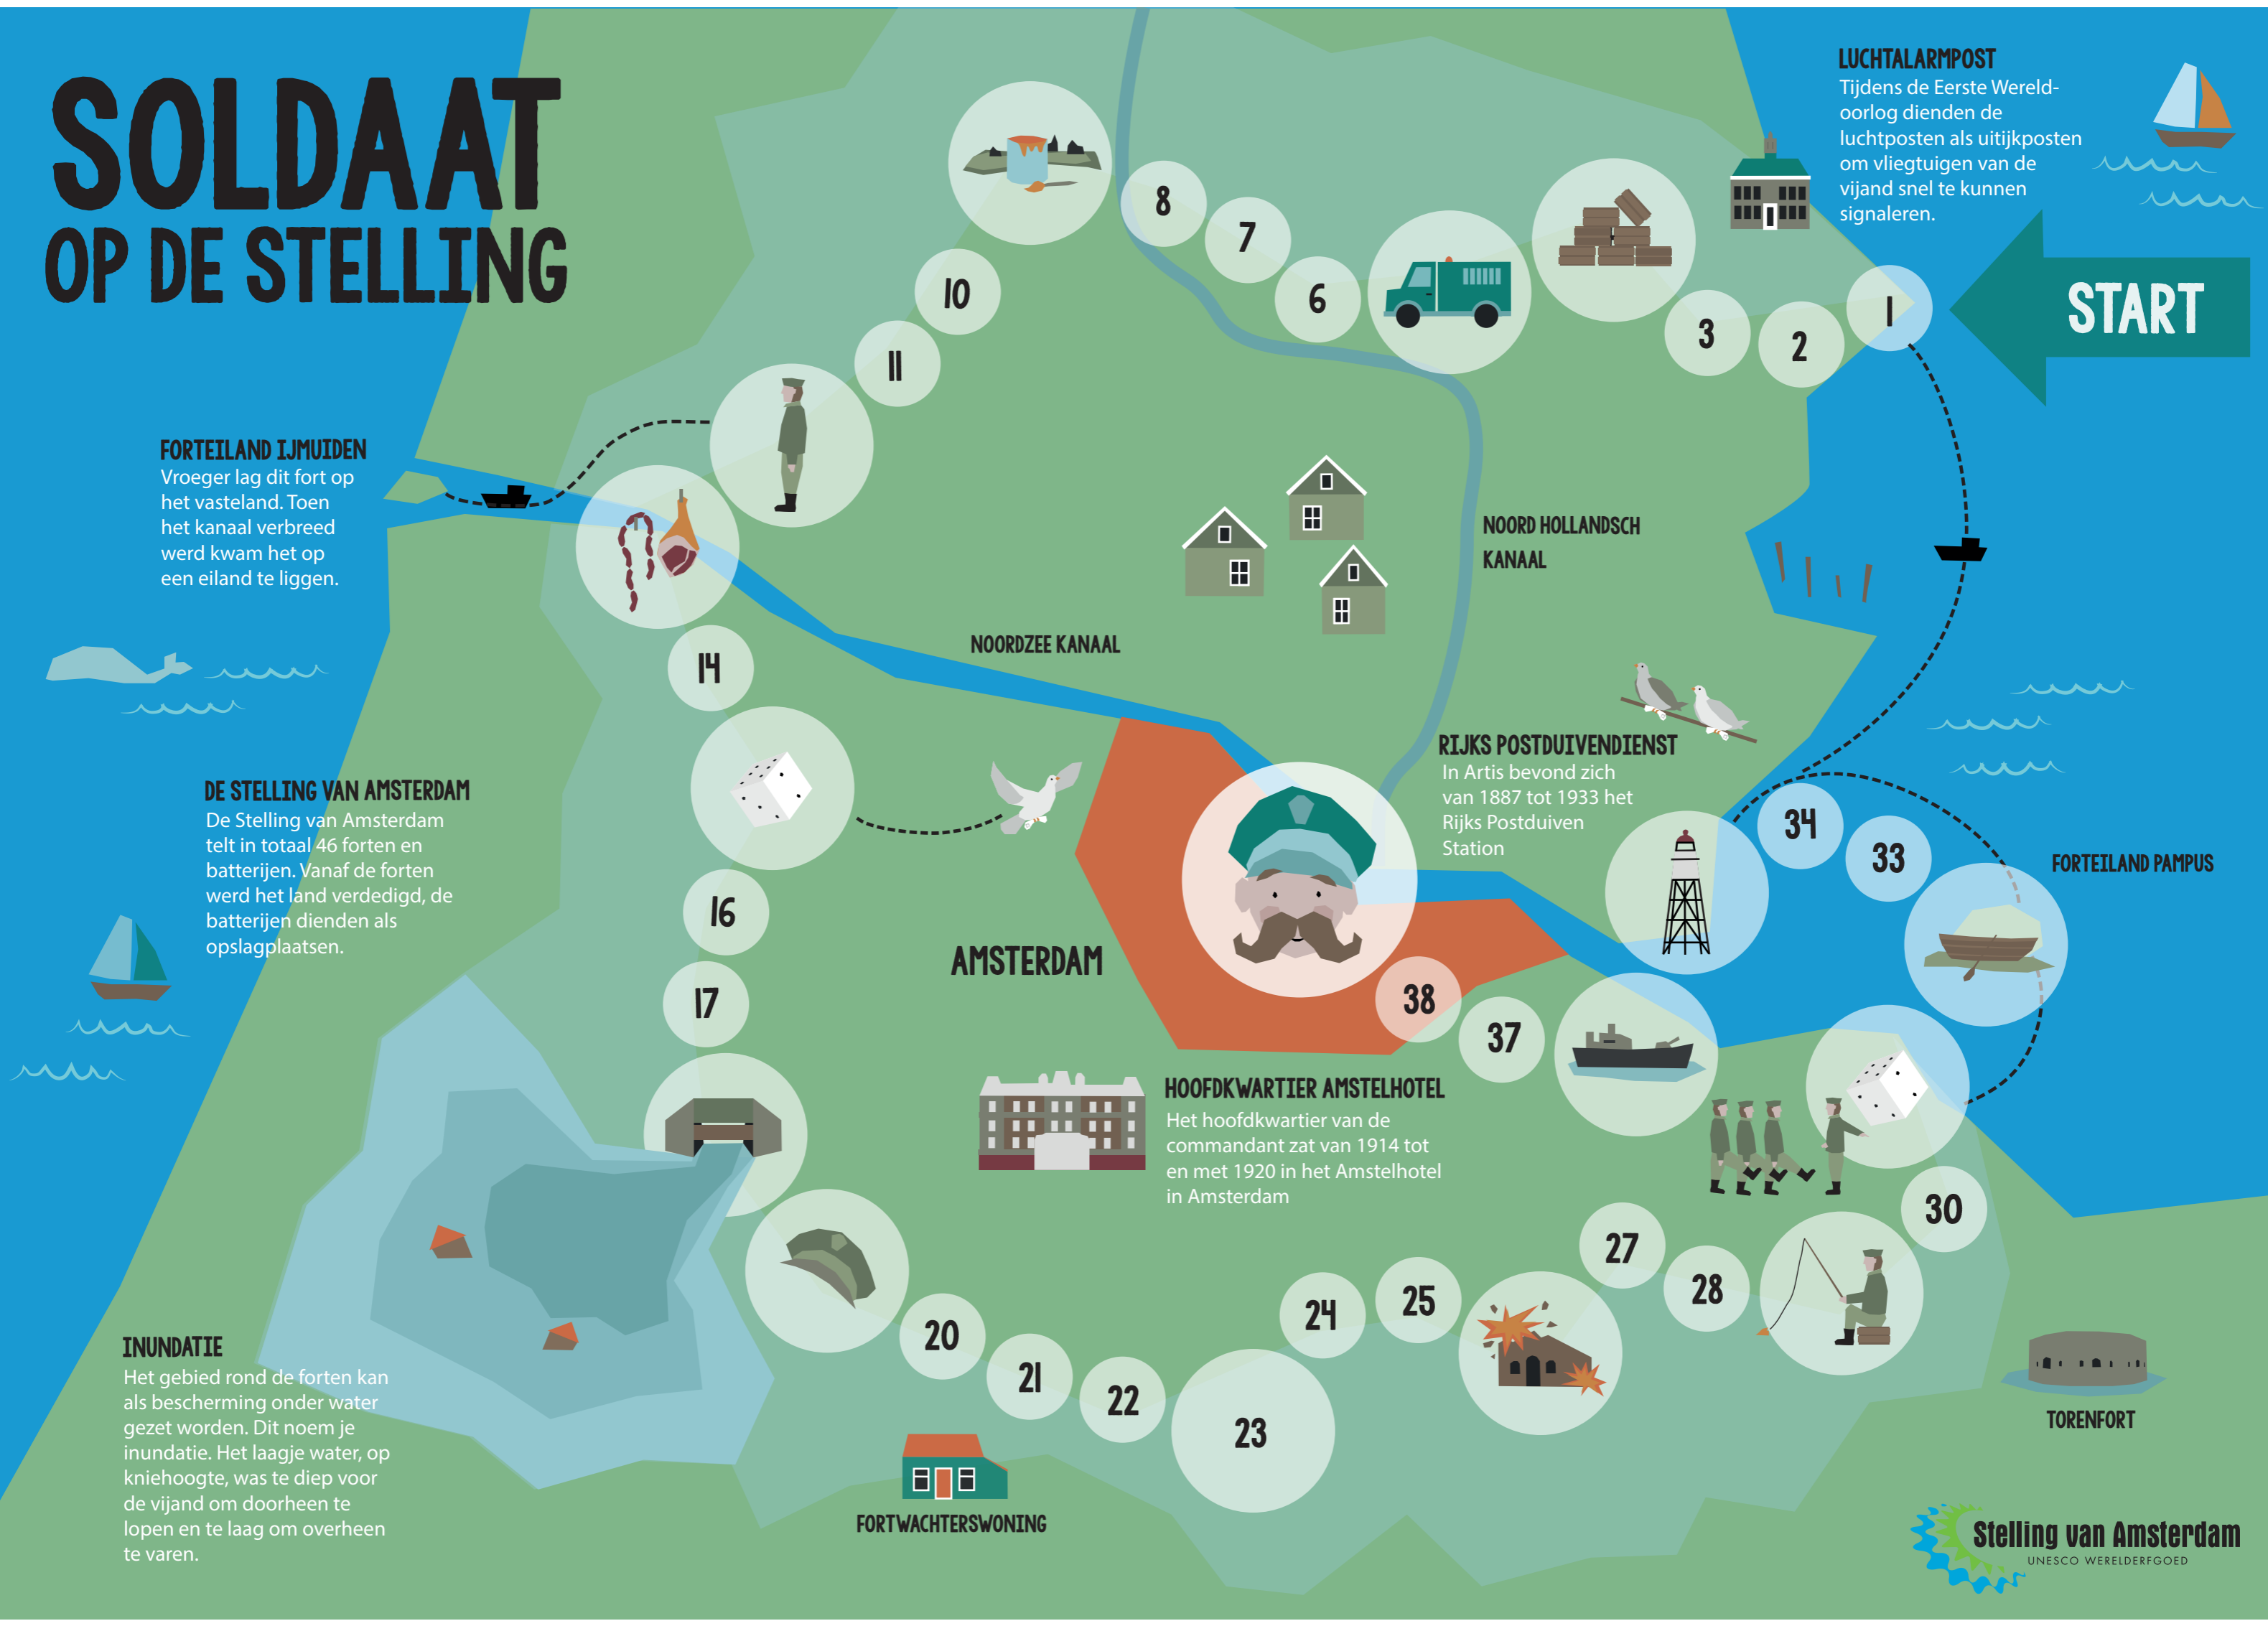 SOLDAAT
OP DE STELLING
LUCHTALARMPOST
Tijdens de Eerste Wereld-
oorlog dienden de
luchtposten als uitijkposten
om vliegtuigen van de
vijand snel te kunnen
signaleren.
START
1
2
3
6
7
8
10
11
FORTEILAND IJMUIDEN
Vroeger lag dit fort op
het vasteland. Toen
het kanaal verbreed
werd kwam het op
een eiland te liggen.
NOORD HOLLANDSCH
KANAAL
NOORDZEE KANAAL
14
DE STELLING VAN AMSTERDAM
De Stelling van Amsterdam
telt in totaal 46 forten en
batterijen. Vanaf de forten
werd het land verdedigd, de
batterijen dienden als
opslagplaatsen.
RIJKS POSTDUIVENDIENST
In Artis bevond zich
van 1887 tot 1933 het
Rijks Postduiven
Station
34
33
FORTEILAND PAMPUS
16
17
AMSTERDAM
38
37
HOOFDKWARTIER AMSTELHOTEL
Het hoofdkwartier van de
commandant zat van 1914 tot
en met 1920 in het Amstelhotel
in Amsterdam
30
27
28
25
24
23
22
21
20
INUNDATIE
Het gebied rond de forten kan
als bescherming onder water
gezet worden. Dit noem je
inundatie. Het laagje water, op
kniehoogte, was te diep voor
de vijand om doorheen te
lopen en te laag om overheen
te varen.
FORTWACHTERSWONING
TORENFORT
Stelling van Amsterdam
UNESCO WERELDERFGOED